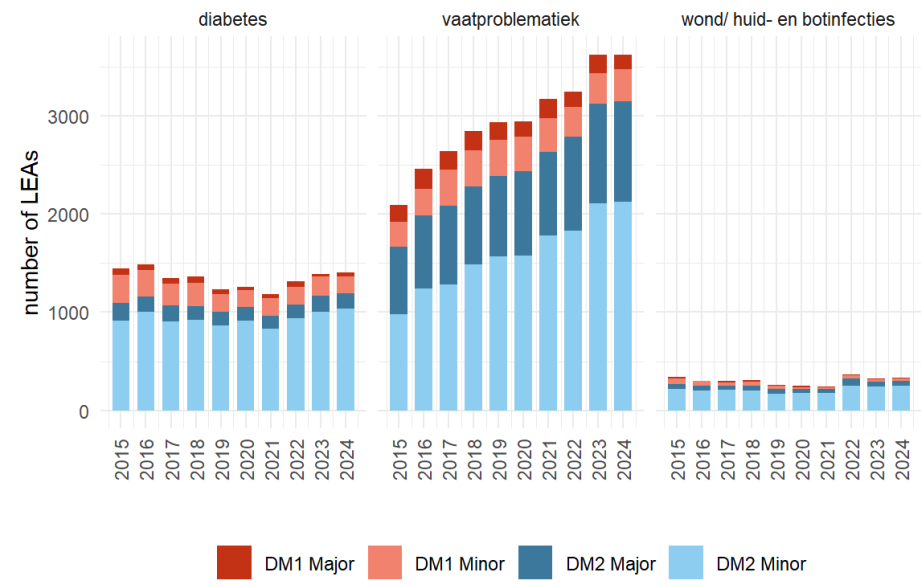 diabetes
vaatproblematiek
wond/ huid- en botinfecties
number of LEAs
3000
2000
1000
0
2015 2016 2017 2018 2019 2020 2021 2022 2023 2024
2015 2016 2017 2018 2019 2020 2021 2022 2023 2024
2015 2016 2017 2018 2019 2020 2021 2022 2023 2024
DM1 Major DM1 Minor DM2 Major DM2 Minor